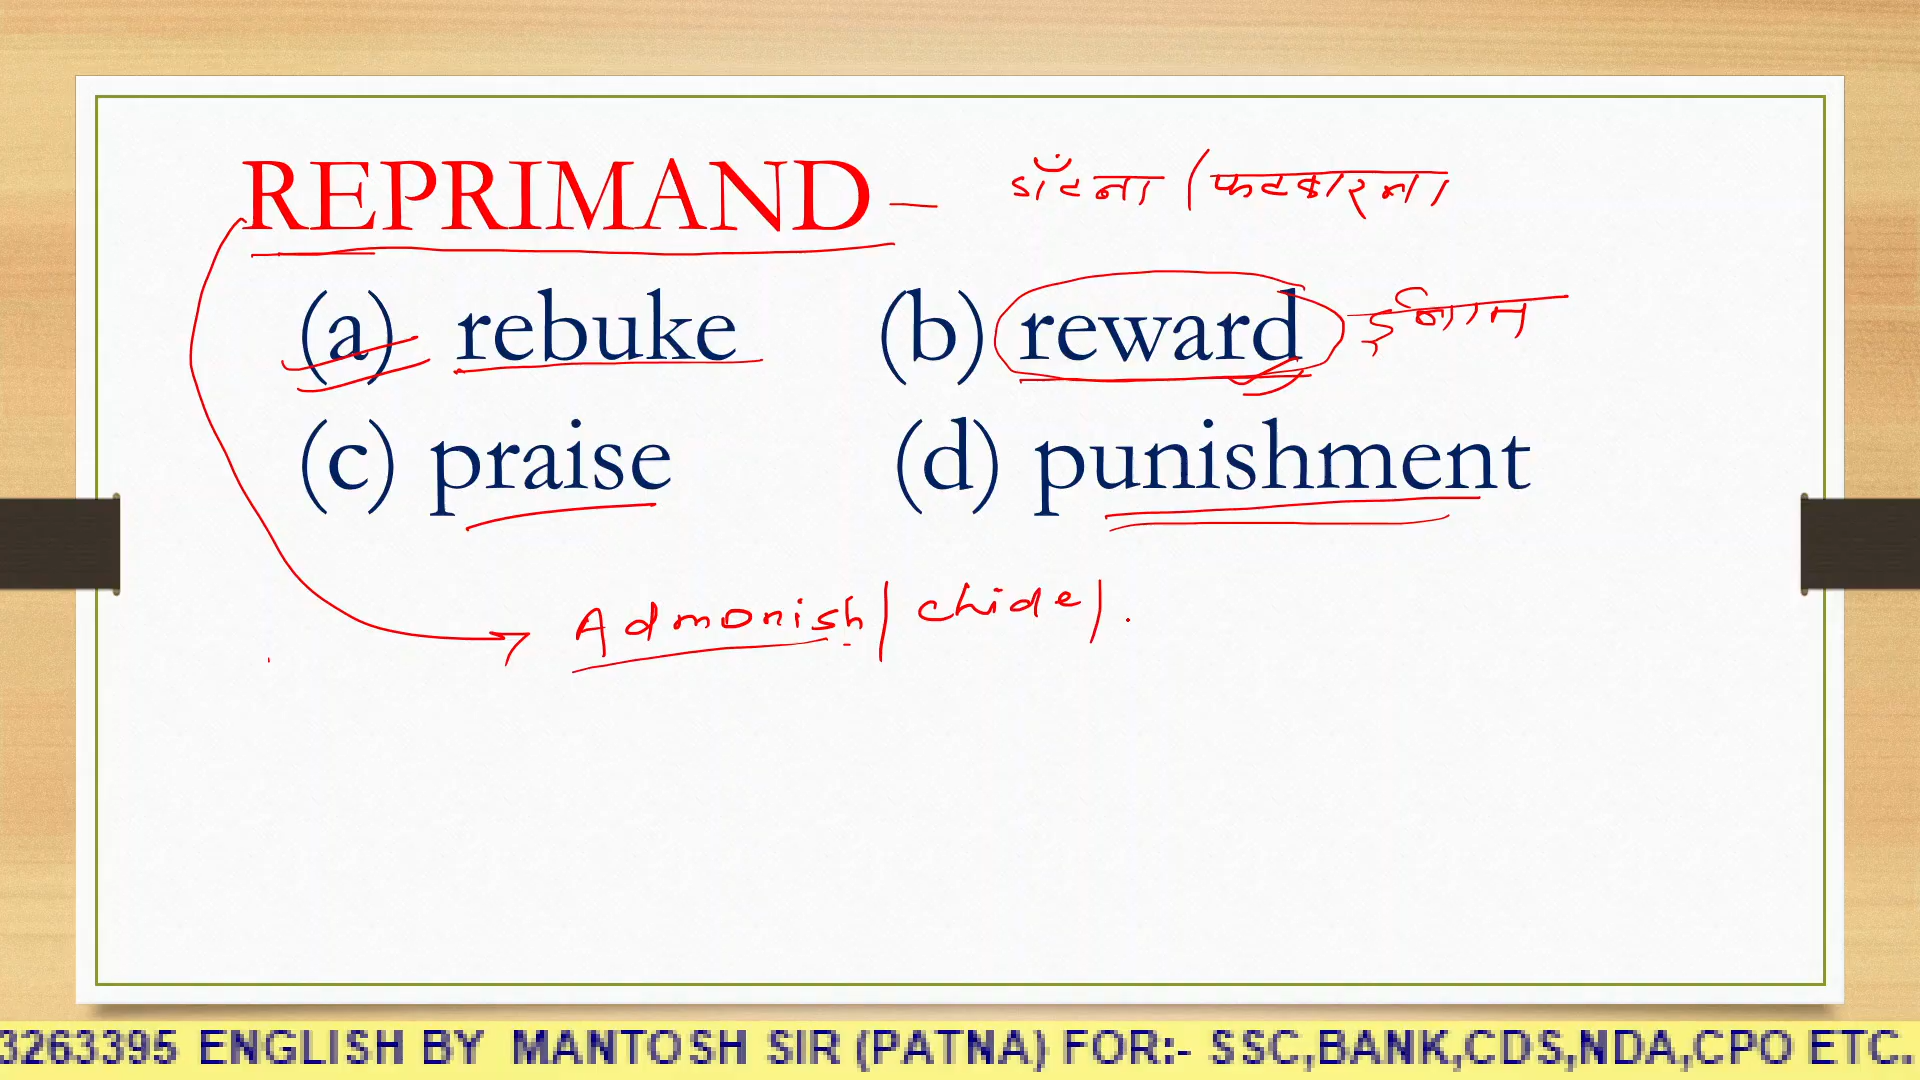 REPRIMAND – डाँटना / फटकारना
(a) rebuke (b) reward ईनाम
(c) praise (d) punishment
Admonish / chide / .
3263395 ENGLISH BY MANTOSH SIR (PATNA) FOR:- SSC,BANK,CDS,NDA,CPO ETC.